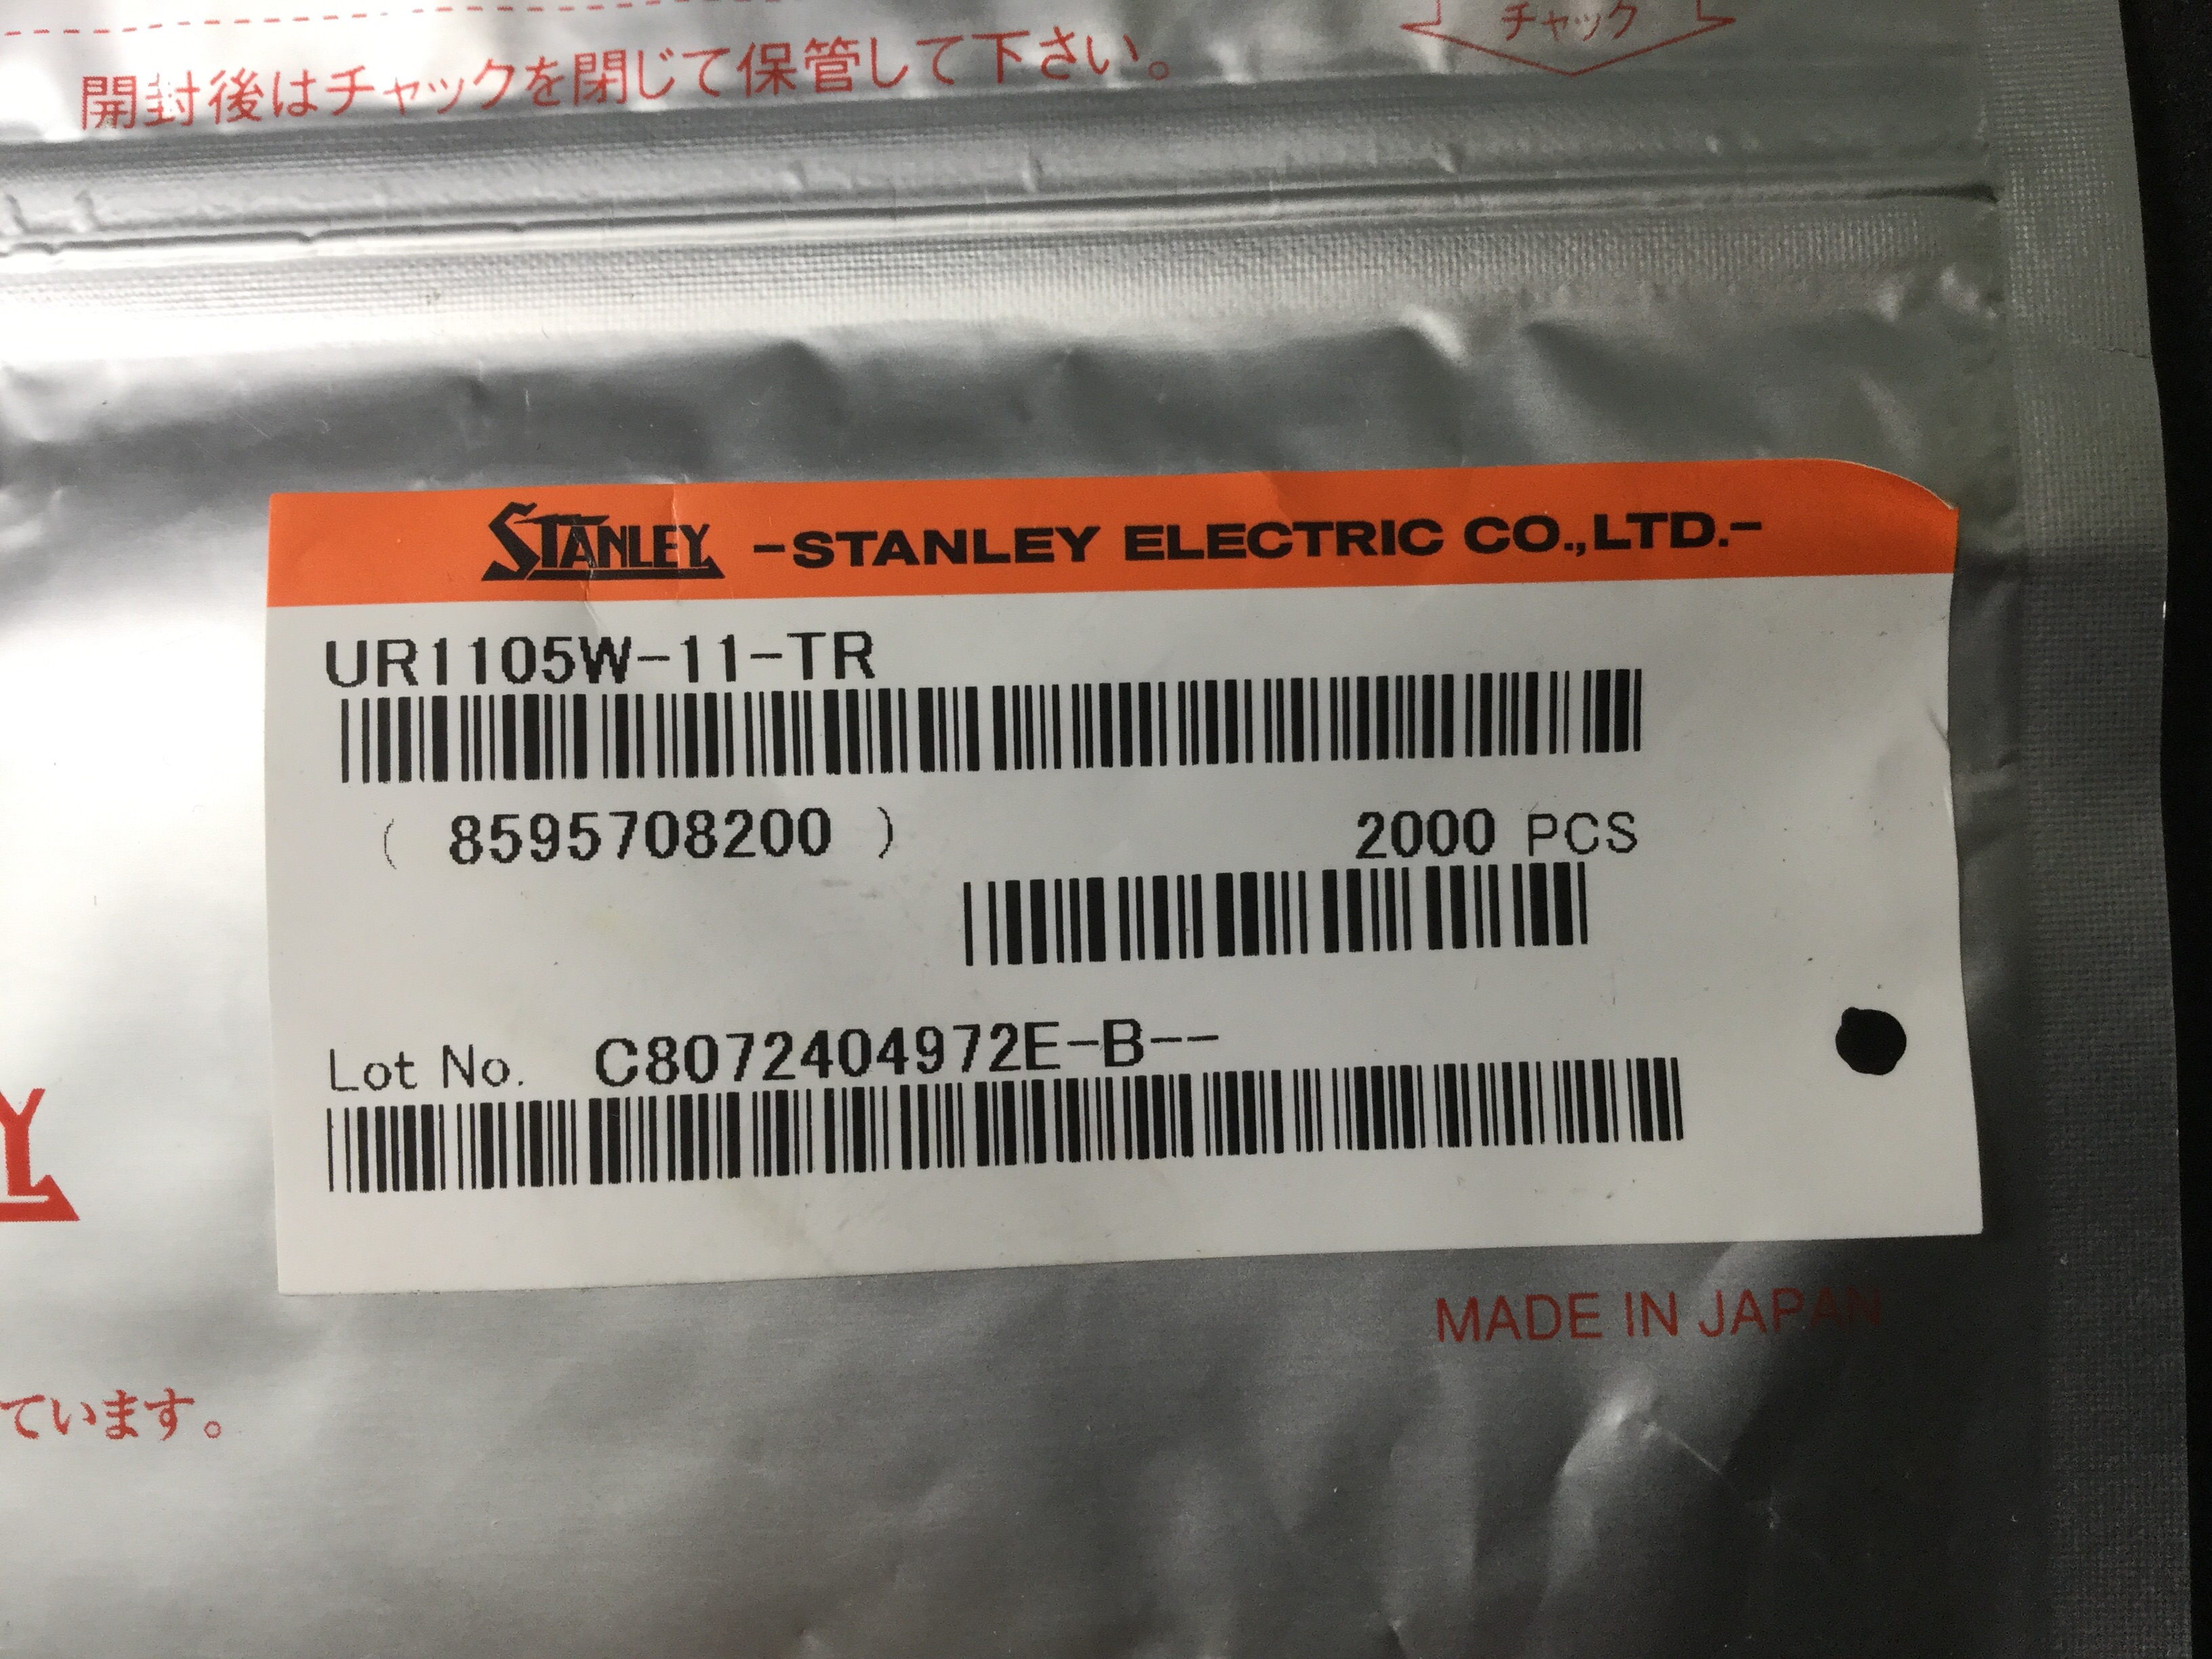 チャック
開封後はチャックを閉じて保管して下さい。
STANLEY -STANLEY ELECTRIC CO.,LTD.-
UR1105W-11-TR
( 8595708200 ) 2000 PCS
Lot No. C8072404972E-B--
Y
MADE IN JAPAN
ています。